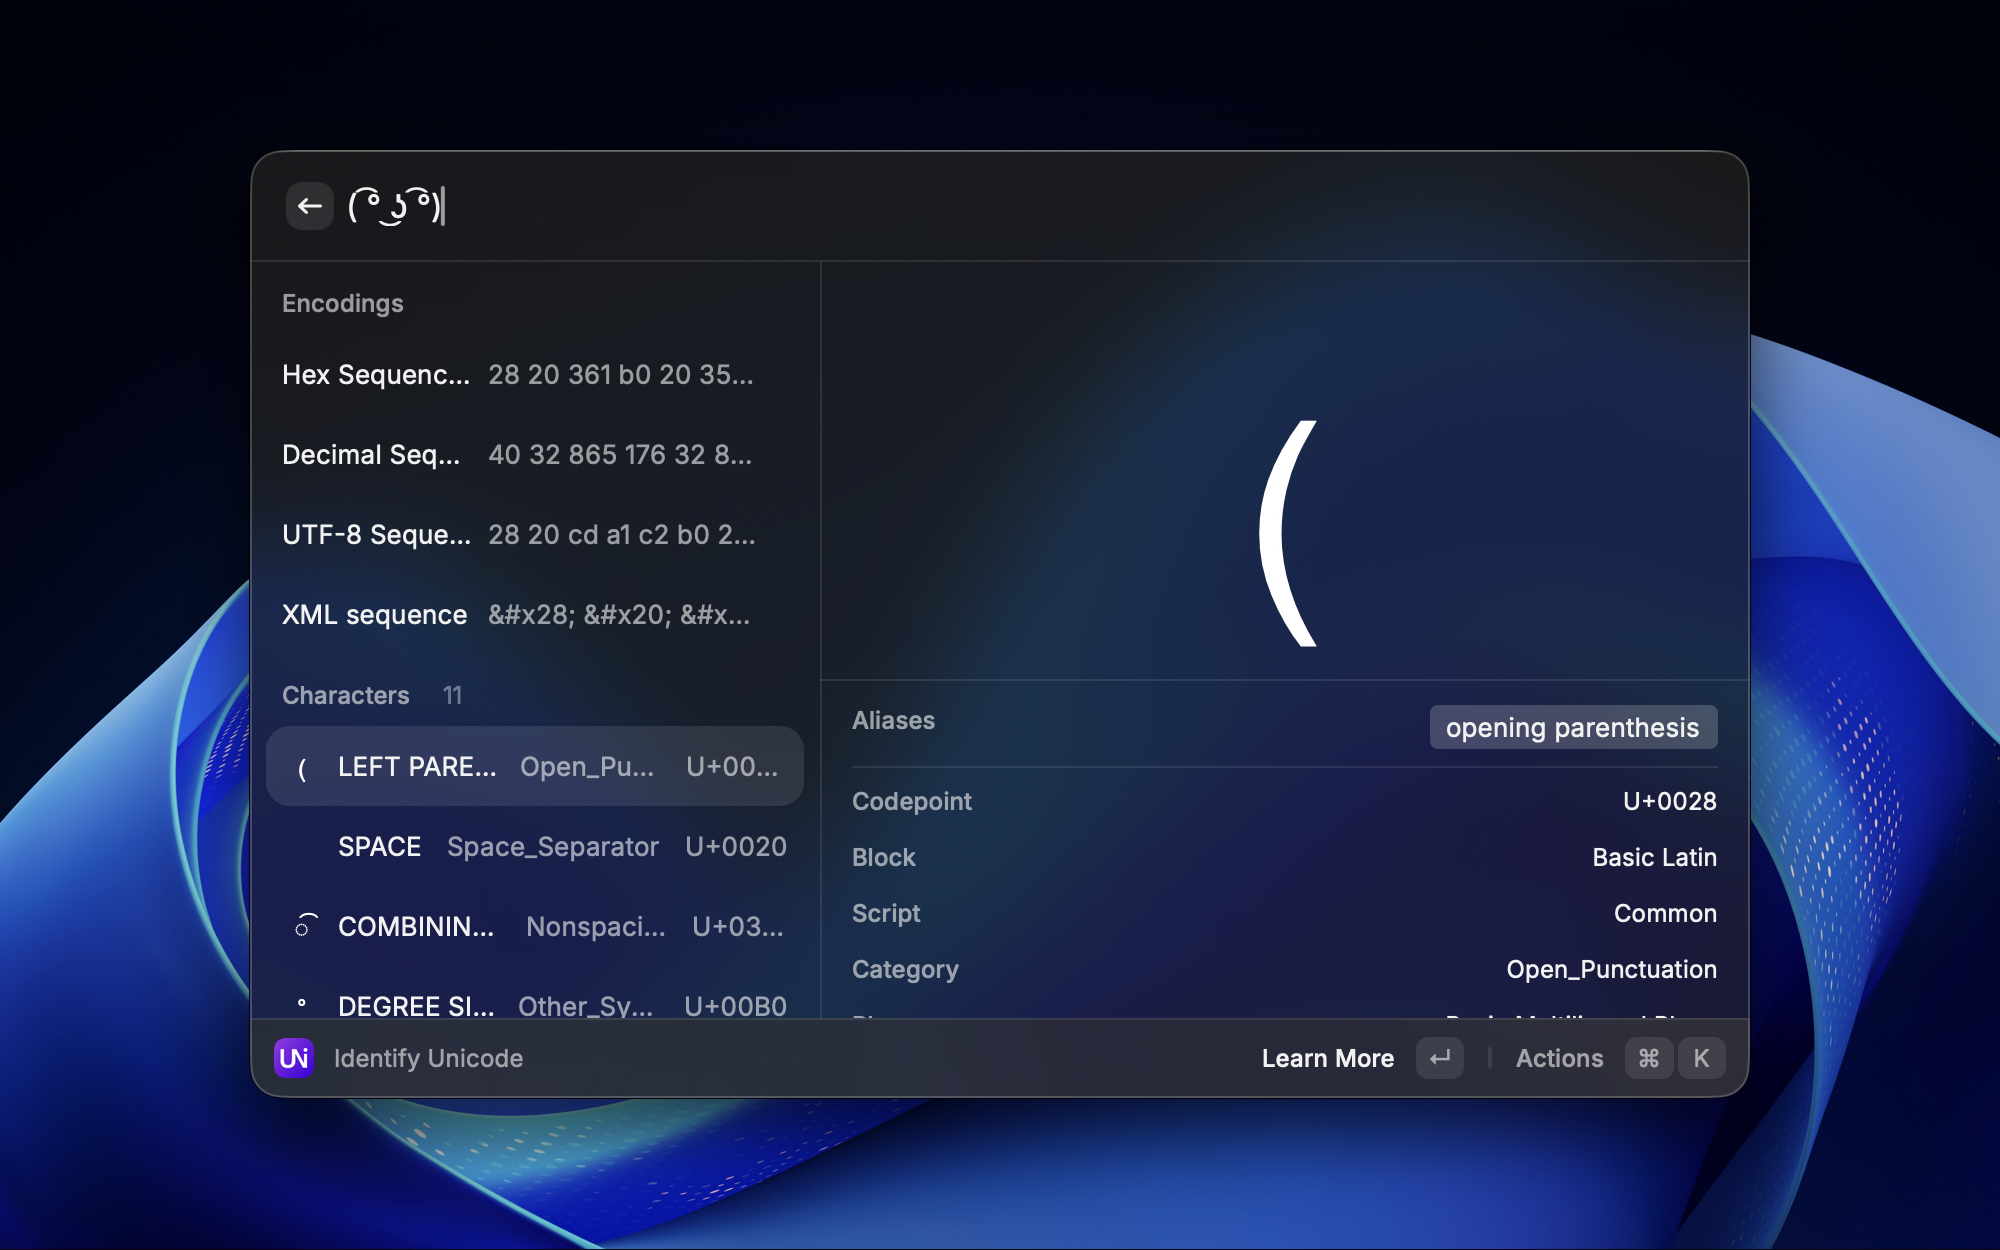 ( ͡° ͜ʖ ͡°)
Encodings
Hex Sequenc... 28 20 361 b0 20 35...
Decimal Seq... 40 32 865 176 32 8...
UTF-8 Seque... 28 20 cd a1 c2 b0 2...
XML sequence &#x28; &#x20; &#x...
Characters 11
( LEFT PARE... Open_Pu... U+00...
SPACE Space_Separator U+0020
◌͡ COMBININ... Nonspaci... U+03...
° DEGREE SI... Other_Sy... U+00B0
(
Aliases opening parenthesis
Codepoint U+0028
Block Basic Latin
Script Common
Category Open_Punctuation
UNi Identify Unicode Learn More ↵ Actions ⌘ K